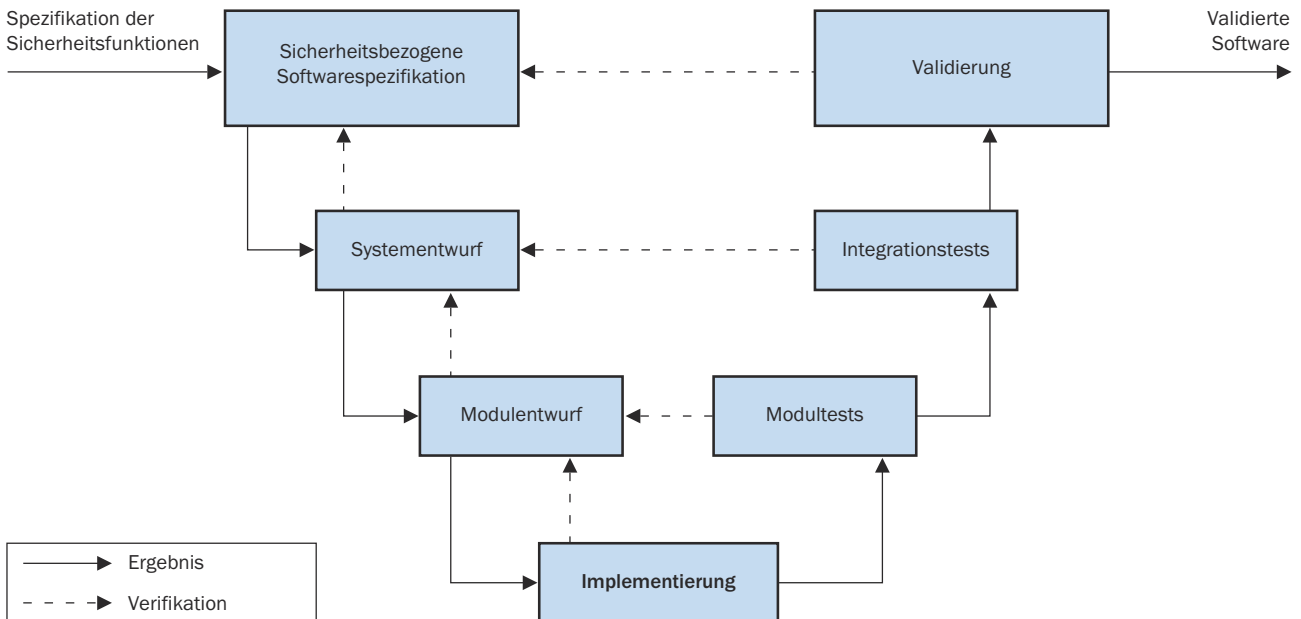 Spezifikation der
Sicherheitsfunktionen
Sicherheitsbezogene
Softwarespezifikation
Validierung
Validierte
Software
Systementwurf
Integrationstests
Modulentwurf
Modultests
Implementierung
Ergebnis
Verifikation